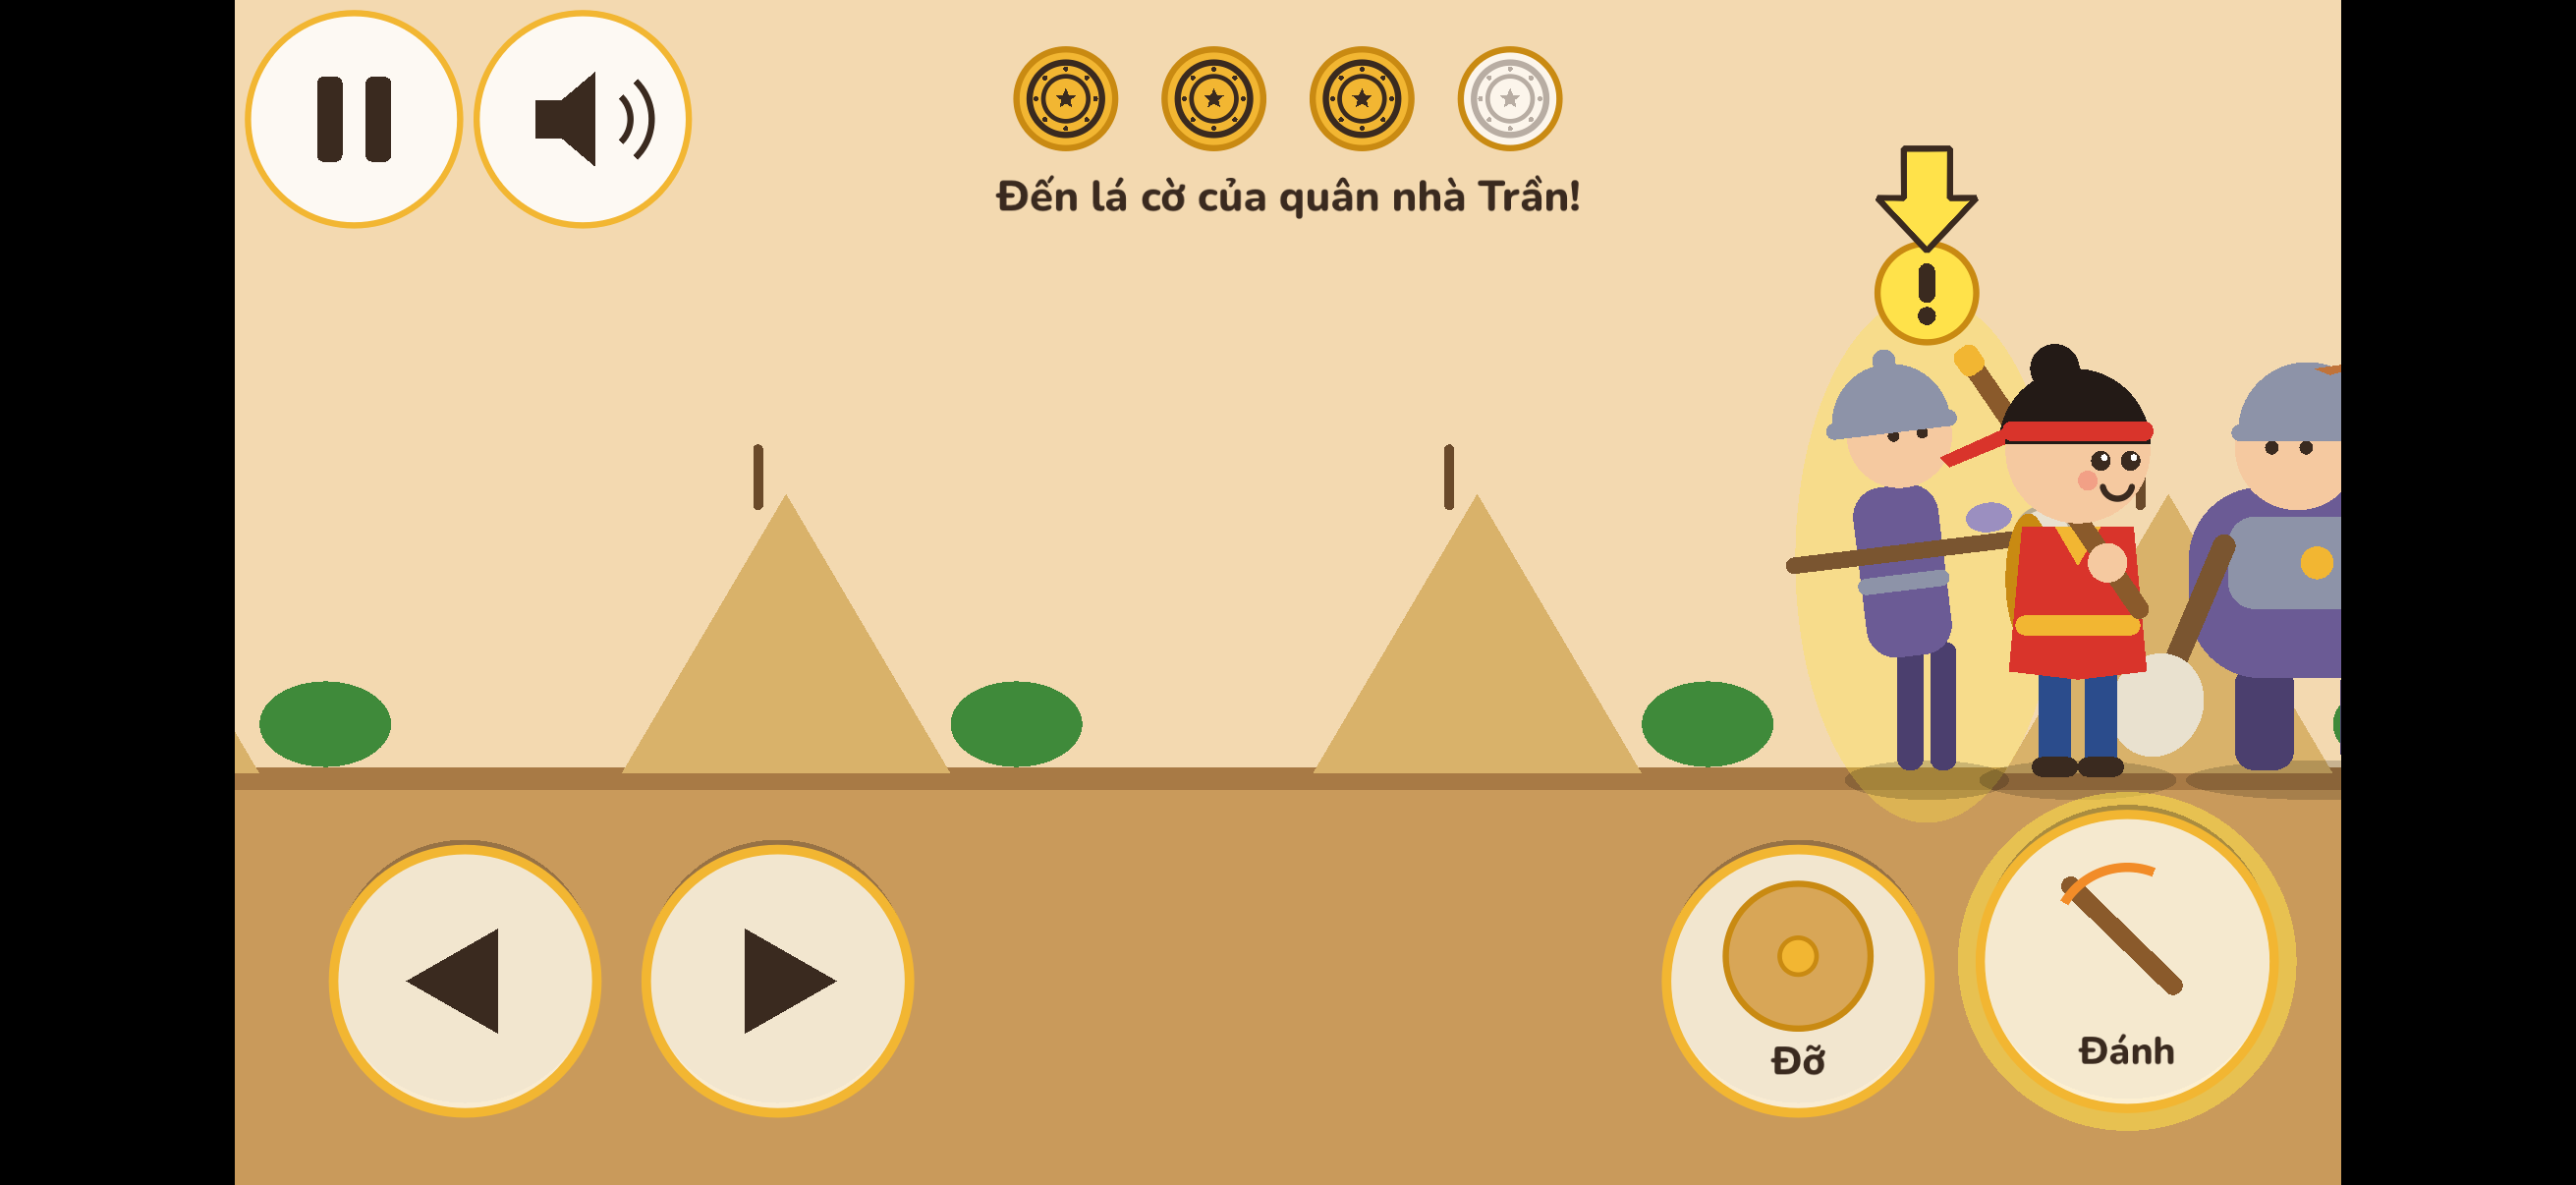 Đến lá cờ của quân nhà Trần!
Đỡ
Đánh